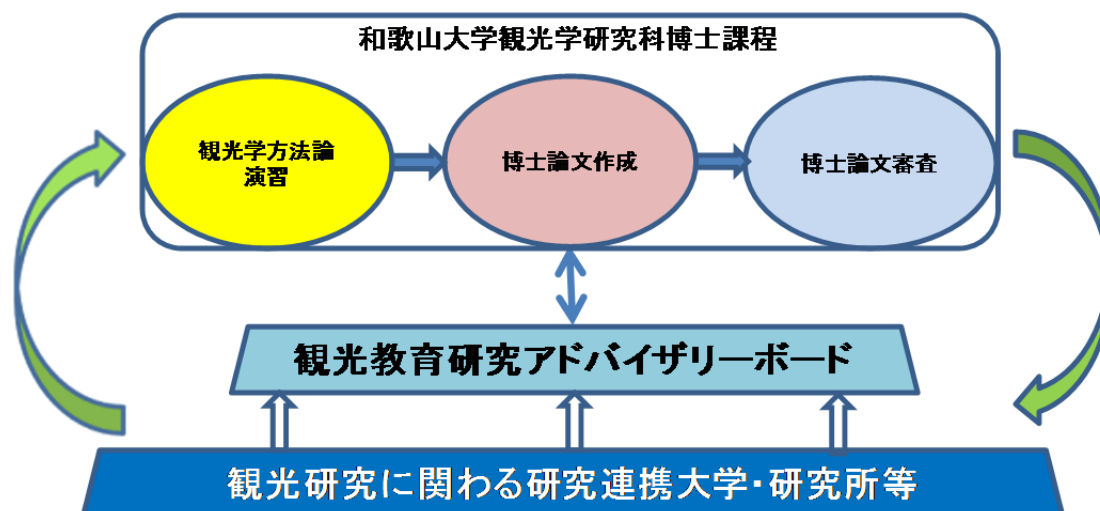 和歌山大学観光学研究科博士課程
観光学方法論
演習
博士論文作成
博士論文審査
観光教育研究アドバイザリーボード
観光研究に関わる研究連携大学・研究所等